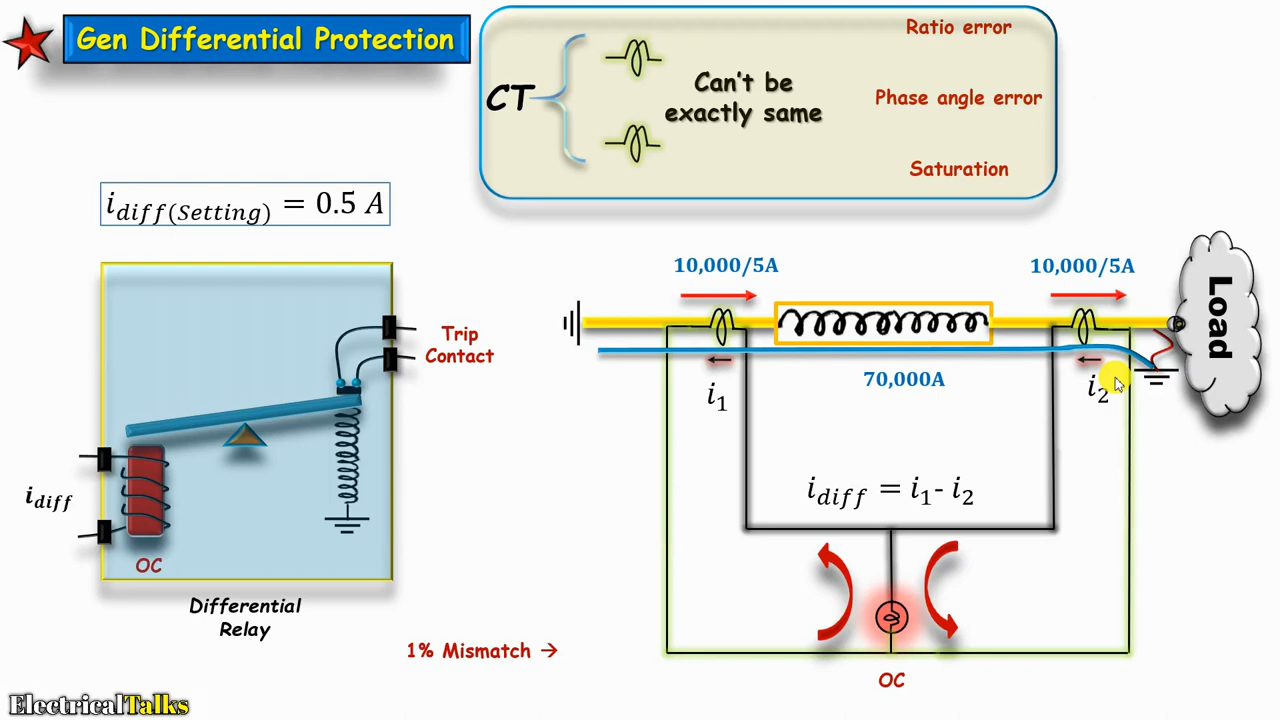 Gen Differential Protection
CT
Can't be
exactly same
Ratio error
Phase angle error
Saturation
i_diff(Setting) = 0.5 A
10,000/5A
10,000/5A
Load
Trip
Contact
70,000A
i_1
i_2
i_diff
i_diff = i_1 - i_2
OC
Differential
Relay
1% Mismatch →
OC
ElectricalTalks